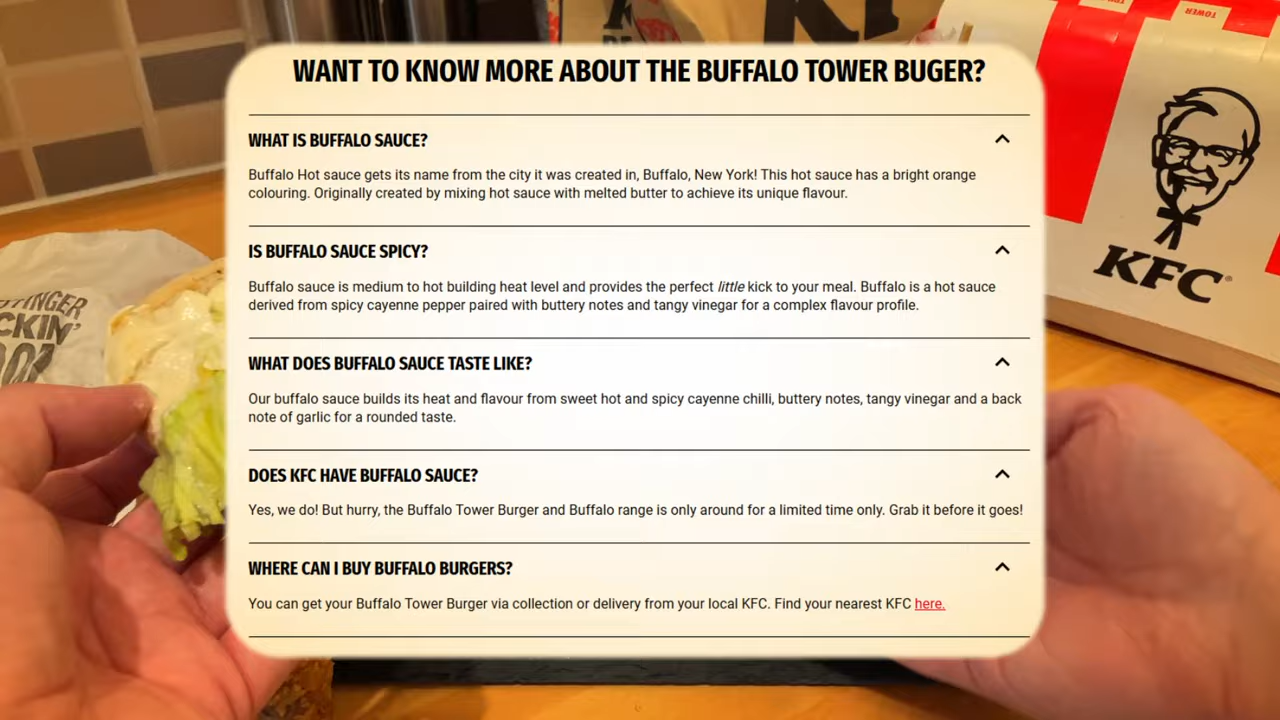 WANT TO KNOW MORE ABOUT THE BUFFALO TOWER BUGER?
WHAT IS BUFFALO SAUCE?
Buffalo Hot sauce gets its name from the city it was created in, Buffalo, New York! This hot sauce has a bright orange
colouring. Originally created by mixing hot sauce with melted butter to achieve its unique flavour.
IS BUFFALO SAUCE SPICY?
Buffalo sauce is medium to hot building heat level and provides the perfect little kick to your meal. Buffalo is a hot sauce
derived from spicy cayenne pepper paired with buttery notes and tangy vinegar for a complex flavour profile.
WHAT DOES BUFFALO SAUCE TASTE LIKE?
Our buffalo sauce builds its heat and flavour from sweet hot and spicy cayenne chilli, buttery notes, tangy vinegar and a back
note of garlic for a rounded taste.
DOES KFC HAVE BUFFALO SAUCE?
Yes, we do! But hurry, the Buffalo Tower Burger and Buffalo range is only around for a limited time only. Grab it before it goes!
WHERE CAN I BUY BUFFALO BURGERS?
You can get your Buffalo Tower Burger via collection or delivery from your local KFC. Find your nearest KFC here.
TOWER
KFC